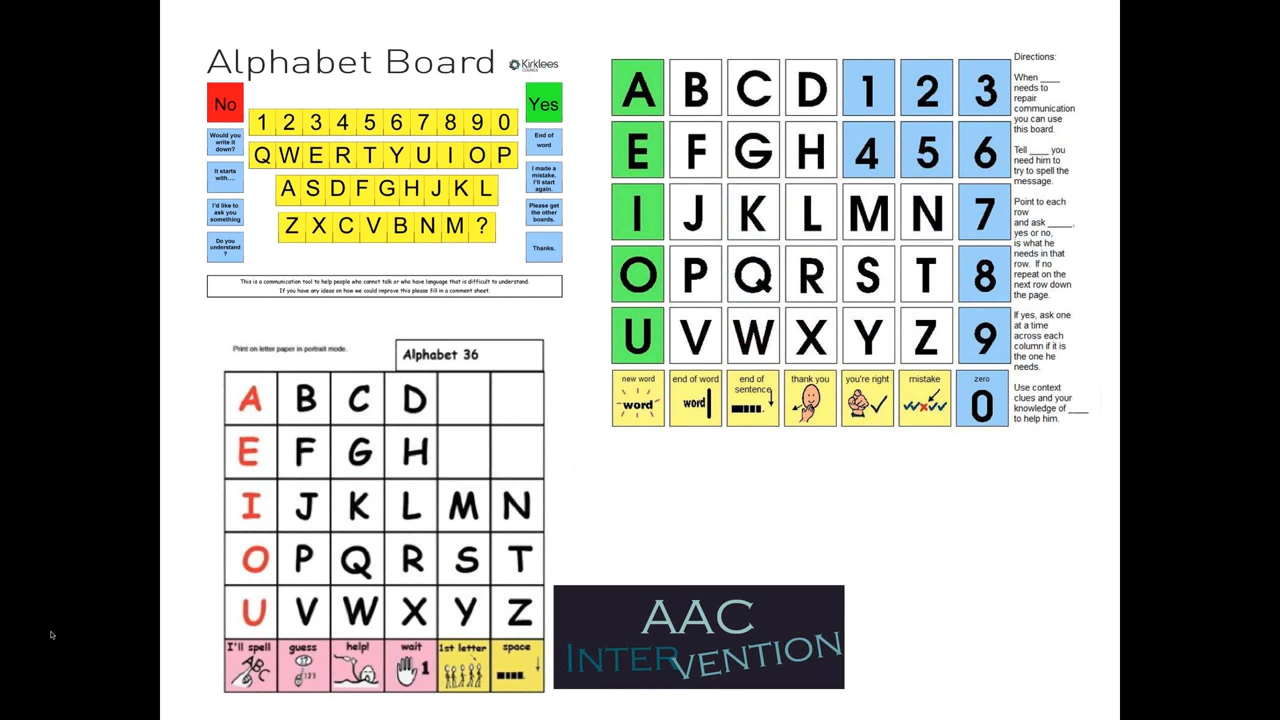 Alphabet Board
Kirklees
COUNCIL
No
Yes
1 2 3 4 5 6 7 8 9 0
Q W E R T Y U I O P
A S D F G H J K L
Z X C V B N M ?
Would you
write it
down?
It starts
with....
I'd like to
ask you
something
Do you
understand
?
End of
word
I made a
mistake.
I'll start
again.
Please get
the other
boards.
Thanks.
This is a communication tool to help people who cannot talk or who have language that is difficult to understand.
If you have any ideas on how we could improve this please fill in a comment sheet.
A B C D 1 2 3
E F G H 4 5 6
I J K L M N 7
O P Q R S T 8
U V W X Y Z 9
new word
word
end of word
word
end of
sentence
thank you
you're right
mistake
zero
0
Directions:
When ____
needs to
repair
communication
you can use
this board.
Tell ____ you
need him to
try to spell the
message.
Point to each
row
and ask _____,
yes or no,
is what he
needs in that
row. If no
repeat on the
next row down
the page.
If yes, ask one
at a time
across each
column if it is
the one he
needs.
Use context
clues and your
knowledge of ____
to help him.
Print on letter paper in portrait mode.
Alphabet 36
A B C D
E F G H
I J K L M N
O P Q R S T
U V W X Y Z
I'll spell
ABC
guess
123
help!
wait
1
1st letter
space
AAC
INTERVENTION